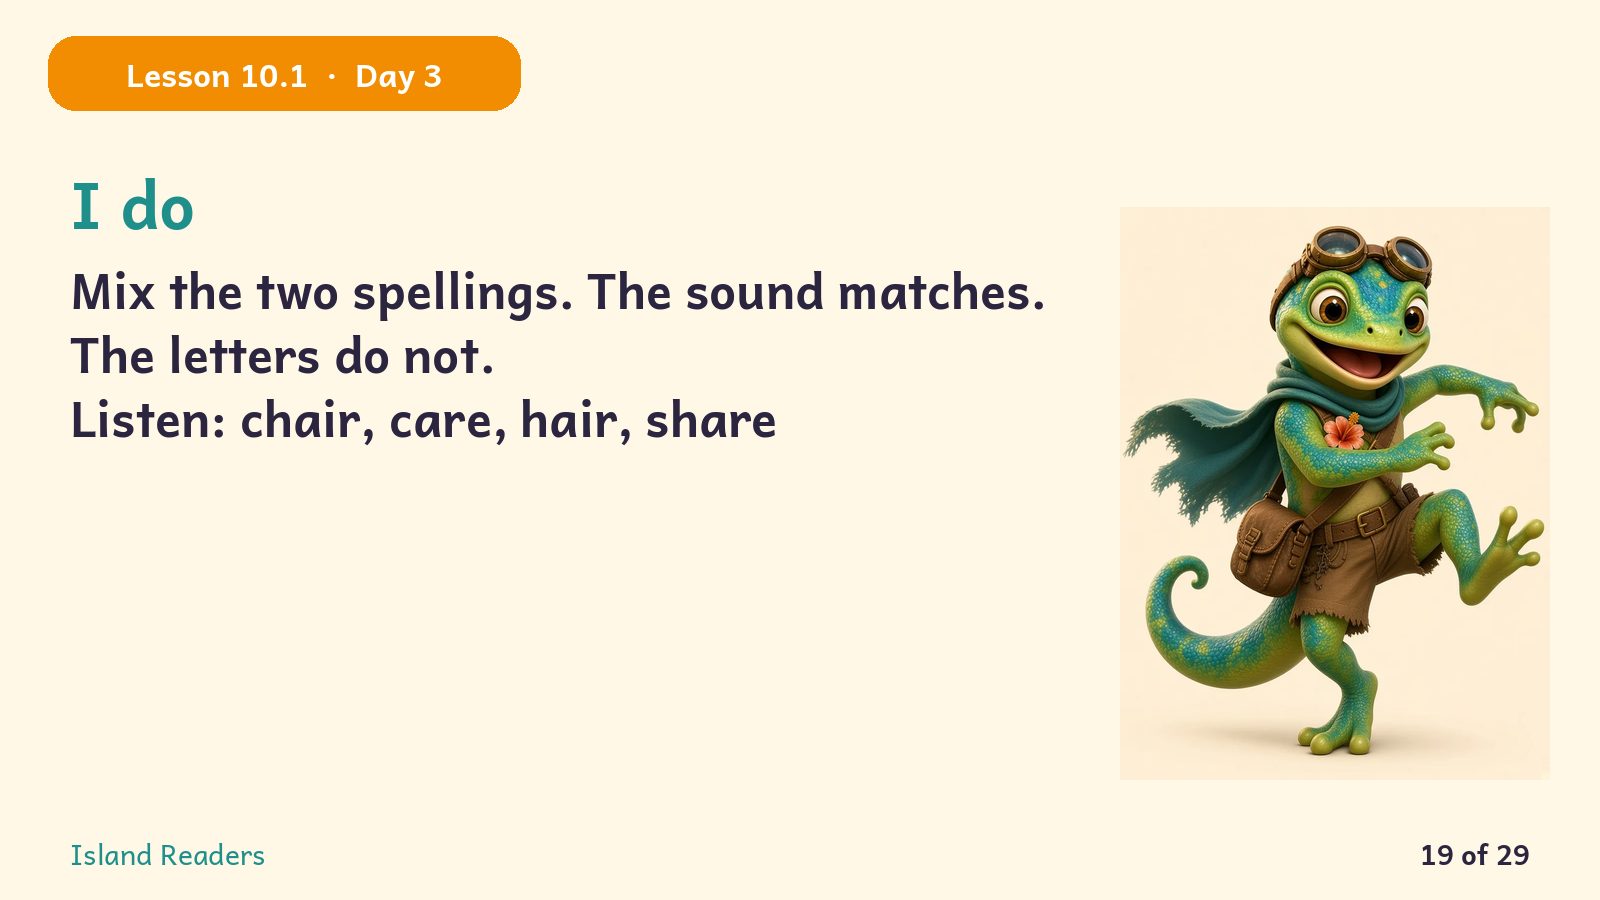 Lesson 10.1 · Day 3
I do
Mix the two spellings. The sound matches.
The letters do not.
Listen: chair, care, hair, share
Island Readers
19 of 29